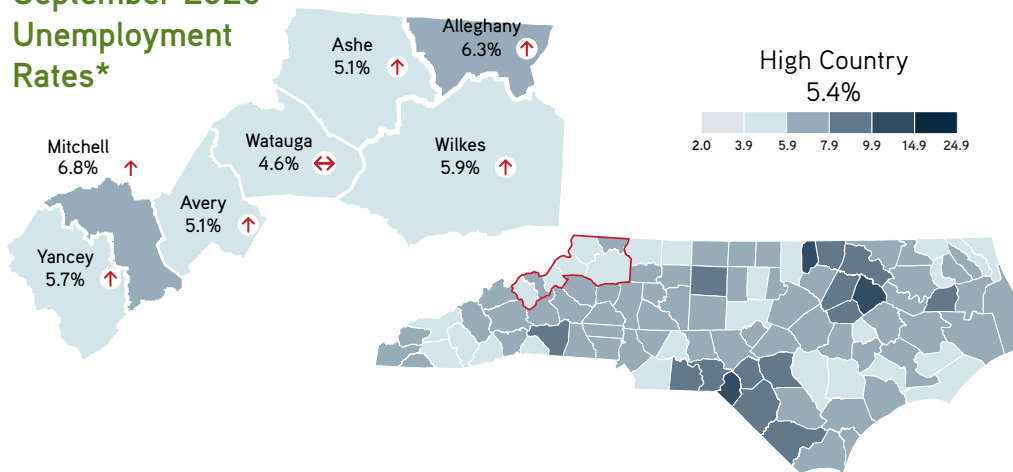 September 2020
Unemployment
Rates*
Ashe
5.1%
Alleghany
6.3%
High Country
5.4%
2.0 3.9 5.9 7.9 9.9 14.9 24.9
Watauga
4.6%
Wilkes
5.9%
Mitchell
6.8%
Avery
5.1%
Yancey
5.7%